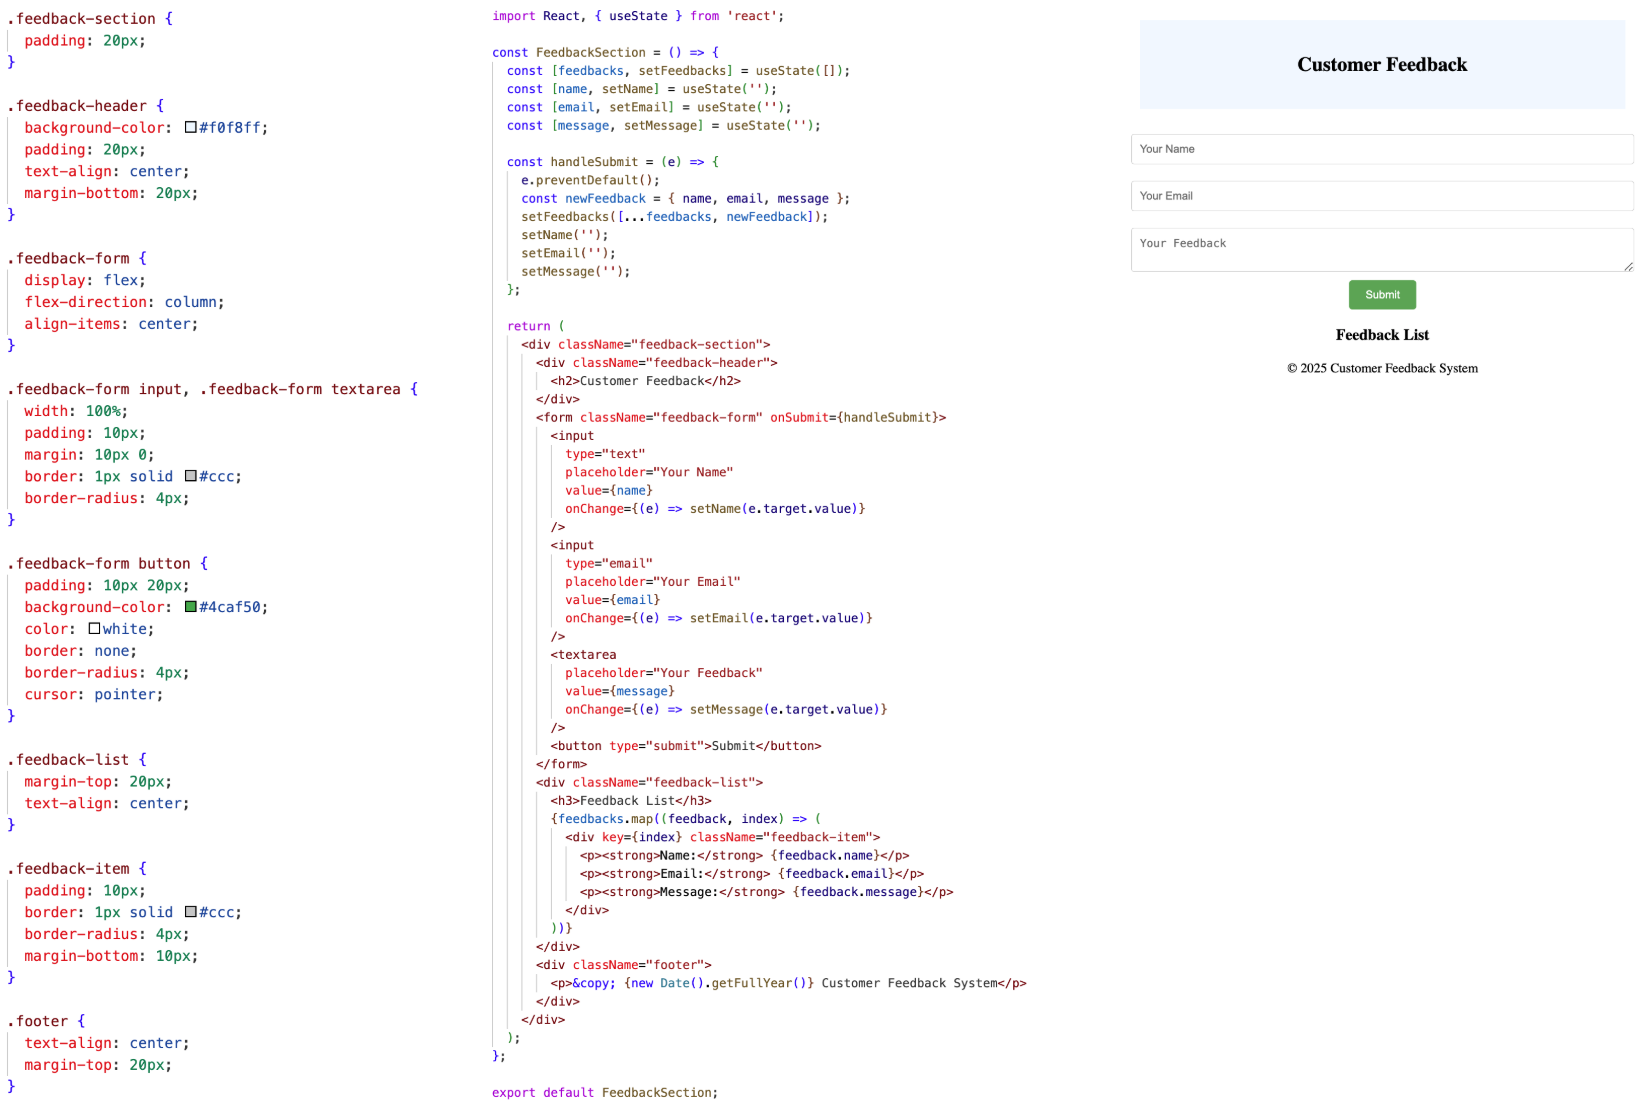 .feedback-section {
  padding: 20px;
}

.feedback-header {
  background-color: #f0f8ff;
  padding: 20px;
  text-align: center;
  margin-bottom: 20px;
}

.feedback-form {
  display: flex;
  flex-direction: column;
  align-items: center;
}

.feedback-form input, .feedback-form textarea {
  width: 100%;
  padding: 10px;
  margin: 10px 0;
  border: 1px solid #ccc;
  border-radius: 4px;
}

.feedback-form button {
  padding: 10px 20px;
  background-color: #4caf50;
  color: white;
  border: none;
  border-radius: 4px;
  cursor: pointer;
}

.feedback-list {
  margin-top: 20px;
  text-align: center;
}

.feedback-item {
  padding: 10px;
  border: 1px solid #ccc;
  border-radius: 4px;
  margin-bottom: 10px;
}

.footer {
  text-align: center;
  margin-top: 20px;
}

import React, { useState } from 'react';

const FeedbackSection = () => {
  const [feedbacks, setFeedbacks] = useState([]);
  const [name, setName] = useState('');
  const [email, setEmail] = useState('');
  const [message, setMessage] = useState('');

  const handleSubmit = (e) => {
    e.preventDefault();
    const newFeedback = { name, email, message };
    setFeedbacks([...feedbacks, newFeedback]);
    setName('');
    setEmail('');
    setMessage('');
  };

  return (
    <div className="feedback-section">
      <div className="feedback-header">
        <h2>Customer Feedback</h2>
      </div>
      <form className="feedback-form" onSubmit={handleSubmit}>
        <input
          type="text"
          placeholder="Your Name"
          value={name}
          onChange={(e) => setName(e.target.value)}
        />
        <input
          type="email"
          placeholder="Your Email"
          value={email}
          onChange={(e) => setEmail(e.target.value)}
        />
        <textarea
          placeholder="Your Feedback"
          value={message}
          onChange={(e) => setMessage(e.target.value)}
        />
        <button type="submit">Submit</button>
      </form>
      <div className="feedback-list">
        <h3>Feedback List</h3>
        {feedbacks.map((feedback, index) => (
          <div key={index} className="feedback-item">
            <p><strong>Name:</strong> {feedback.name}</p>
            <p><strong>Email:</strong> {feedback.email}</p>
            <p><strong>Message:</strong> {feedback.message}</p>
          </div>
        ))}
      </div>
      <div className="footer">
        <p>&copy; {new Date().getFullYear()} Customer Feedback System</p>
      </div>
    </div>
  );
};

export default FeedbackSection;

Customer Feedback
Your Name
Your Email
Your Feedback
Submit
Feedback List
© 2025 Customer Feedback System